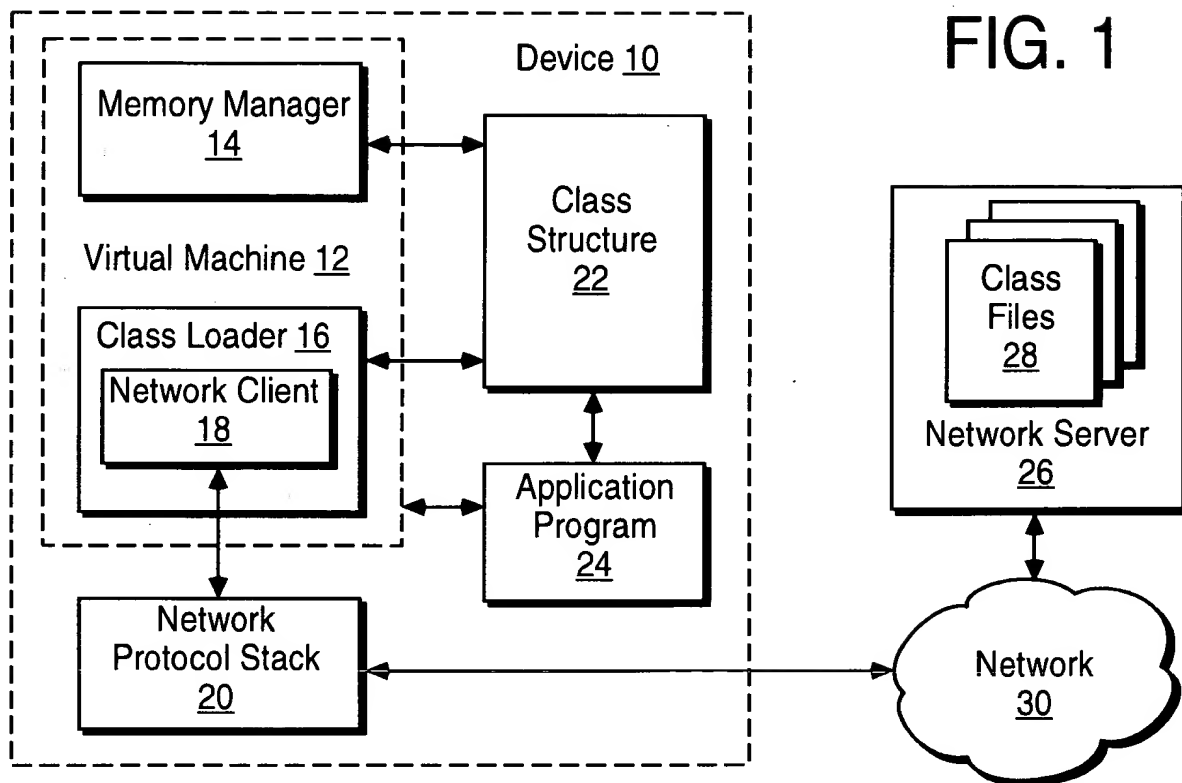 FIG. 1
Device 10
Memory Manager
14
Virtual Machine 12
Class Loader 16
Network Client
18
Network
Protocol Stack
20
Class
Structure
22
Application
Program
24
Class
Files
28
Network Server
26
Network
30